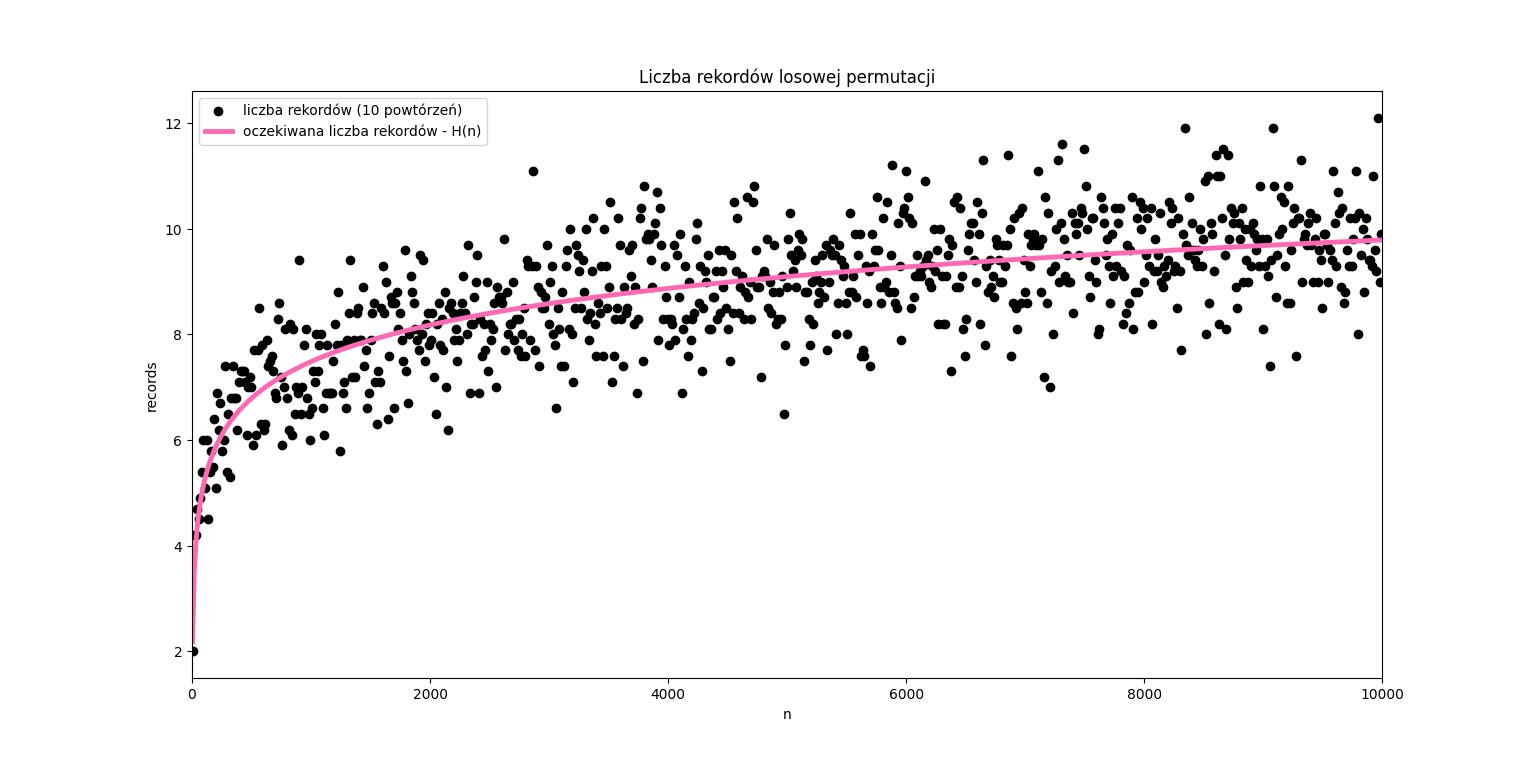 Liczba rekordów losowej permutacji
liczba rekordów (10 powtórzeń)
oczekiwana liczba rekordów - H(n)
12
10
8
6
4
2
records
0
2000
4000
6000
8000
10000
n